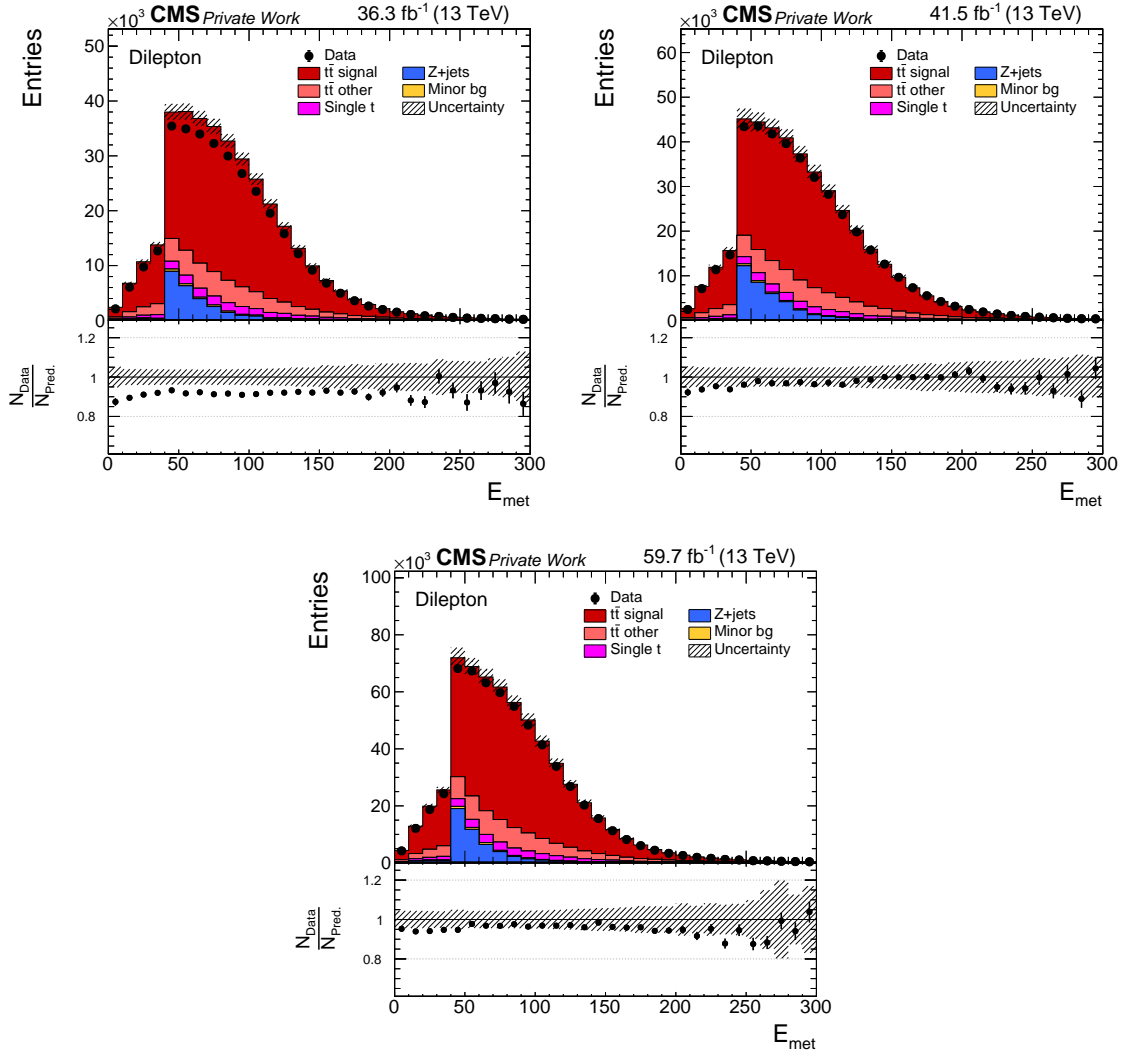 ×10³ CMS Private Work 36.3 fb⁻¹ (13 TeV)
Entries
Dilepton
Data
tt̄ signal Z+jets
tt̄ other Minor bg
Single t Uncertainty
50
40
30
20
10
0
N_Data / N_Pred.
1.2
1
0.8
0 50 100 150 200 250 300
E_met
×10³ CMS Private Work 41.5 fb⁻¹ (13 TeV)
Entries
Dilepton
Data
tt̄ signal Z+jets
tt̄ other Minor bg
Single t Uncertainty
60
50
40
30
20
10
0
N_Data / N_Pred.
1.2
1
0.8
0 50 100 150 200 250 300
E_met
×10³ CMS Private Work 59.7 fb⁻¹ (13 TeV)
Entries
Dilepton
Data
tt̄ signal Z+jets
tt̄ other Minor bg
Single t Uncertainty
100
80
60
40
20
0
N_Data / N_Pred.
1.2
1
0.8
0 50 100 150 200 250 300
E_met